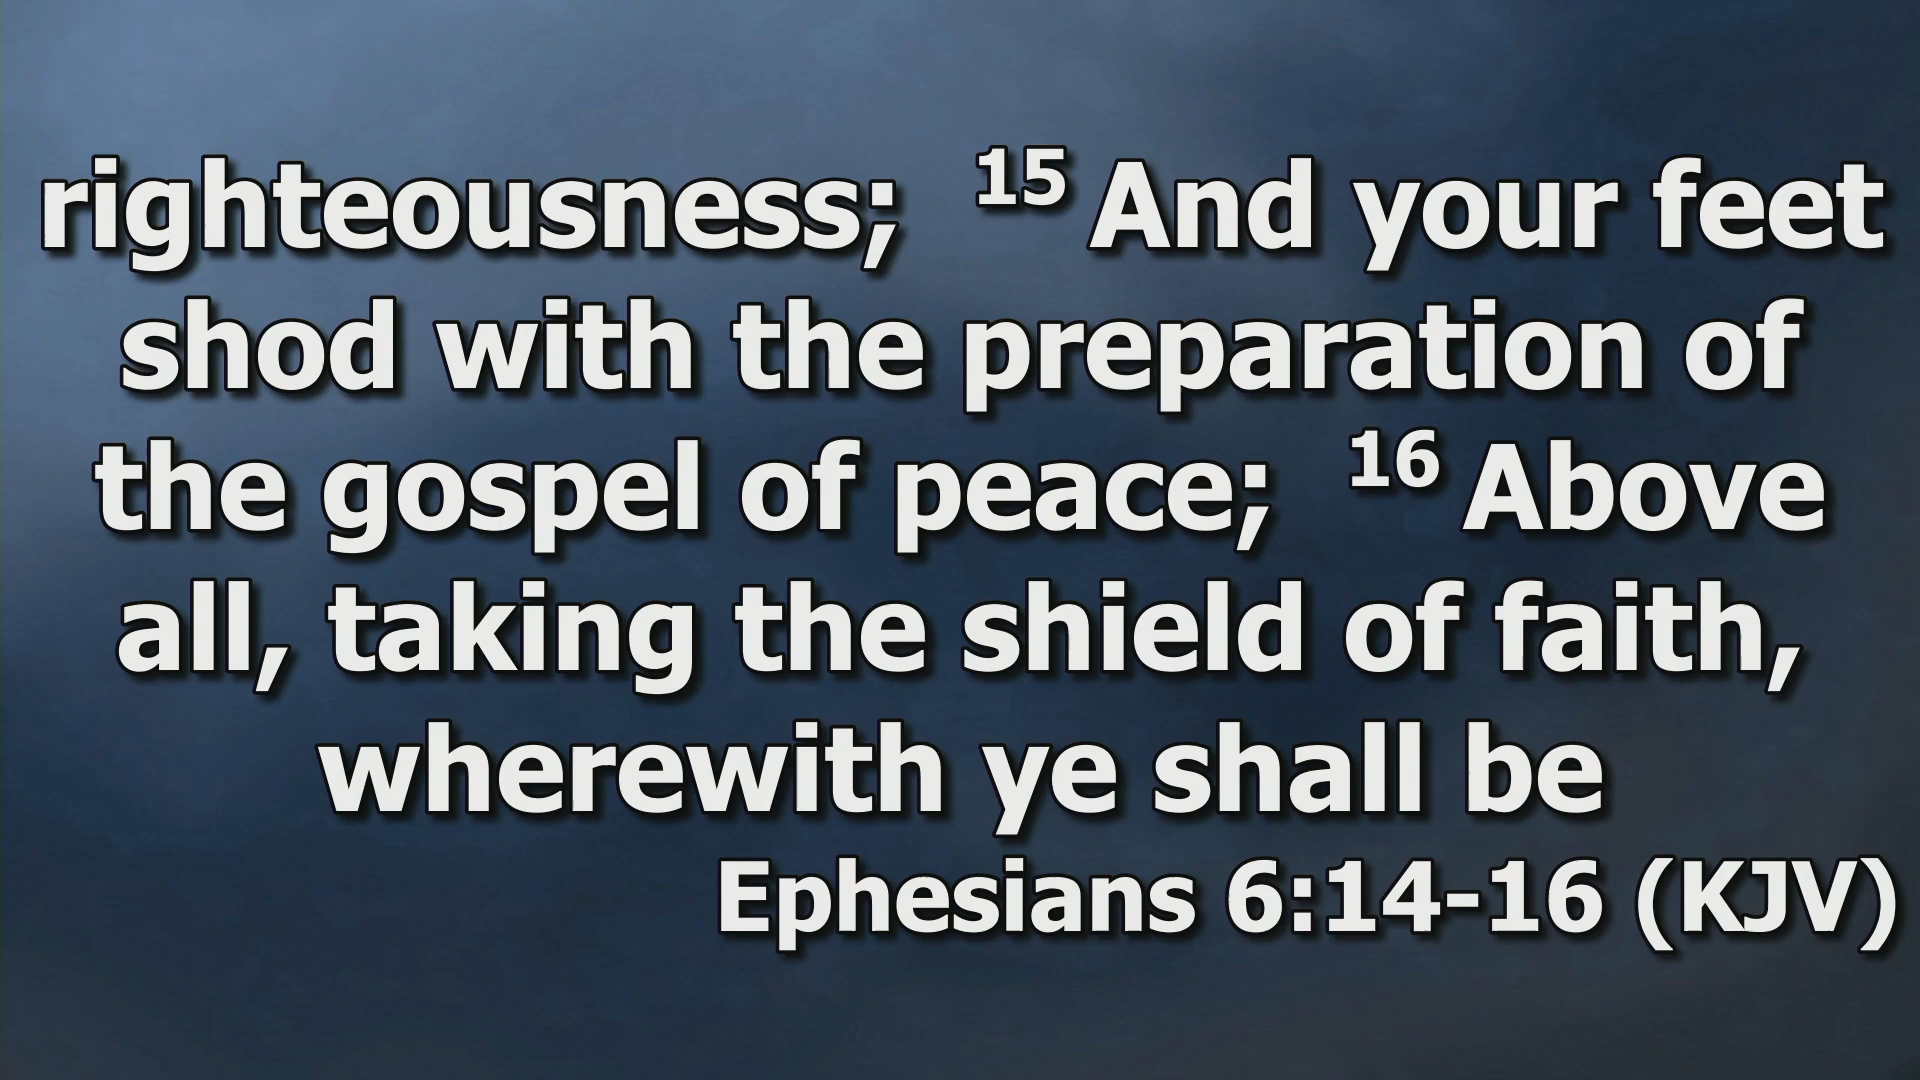 righteousness; 15 And your feet
shod with the preparation of
the gospel of peace; 16 Above
all, taking the shield of faith,
wherewith ye shall be
Ephesians 6:14-16 (KJV)